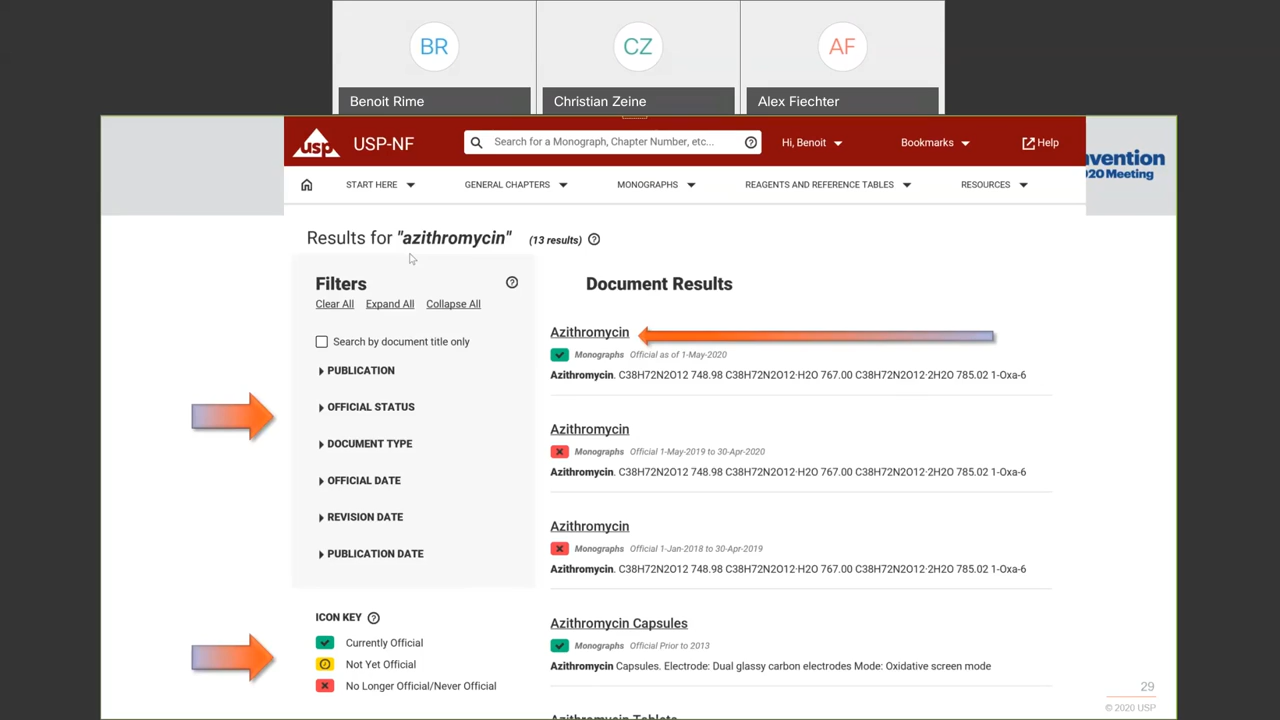 BR
CZ
AF
Benoit Rime
Christian Zeine
Alex Fiechter
usp
USP-NF
Search for a Monograph, Chapter Number, etc...
Hi, Benoit
Bookmarks
Help
nvention
2020 Meeting
START HERE
GENERAL CHAPTERS
MONOGRAPHS
REAGENTS AND REFERENCE TABLES
RESOURCES
Results for "azithromycin" (13 results)
Filters
Clear All Expand All Collapse All
Search by document title only
PUBLICATION
OFFICIAL STATUS
DOCUMENT TYPE
OFFICIAL DATE
REVISION DATE
PUBLICATION DATE
ICON KEY
Currently Official
Not Yet Official
No Longer Official/Never Official
Document Results
Azithromycin
Monographs Official as of 1-May-2020
Azithromycin. C38H72N2O12 748.98 C38H72N2O12·H2O 767.00 C38H72N2O12·2H2O 785.02 1-Oxa-6
Azithromycin
Monographs Official 1-May-2019 to 30-Apr-2020
Azithromycin. C38H72N2O12 748.98 C38H72N2O12·H2O 767.00 C38H72N2O12·2H2O 785.02 1-Oxa-6
Azithromycin
Monographs Official 1-Jan-2018 to 30-Apr-2019
Azithromycin. C38H72N2O12 748.98 C38H72N2O12·H2O 767.00 C38H72N2O12·2H2O 785.02 1-Oxa-6
Azithromycin Capsules
Monographs Official Prior to 2013
Azithromycin Capsules. Electrode: Dual glassy carbon electrodes Mode: Oxidative screen mode
Azithromycin Tablets
29
© 2020 USP